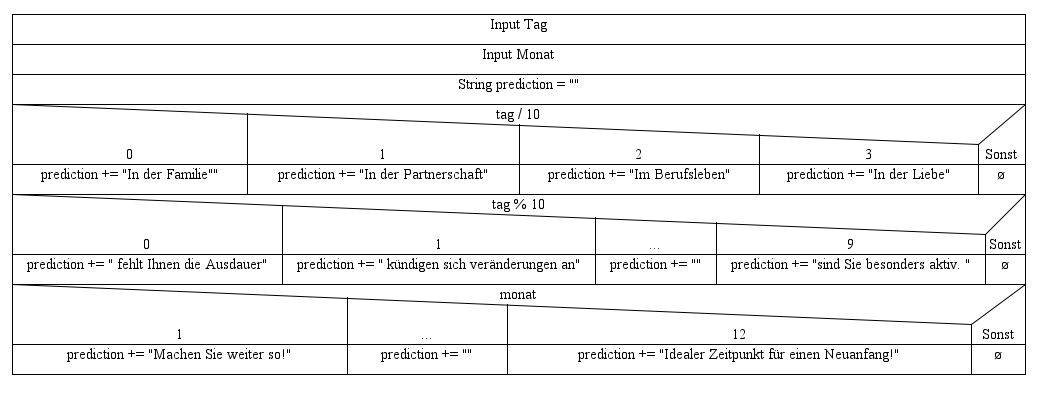 Input Tag
Input Monat
String prediction = ""
tag / 10
0 1 2 3 Sonst
prediction += "In der Familie"" prediction += "In der Partnerschaft" prediction += "Im Berufsleben" prediction += "In der Liebe" ø
tag % 10
0 1 ... 9 Sonst
prediction += " fehlt Ihnen die Ausdauer" prediction += " kündigen sich veränderungen an" prediction += "" prediction += "sind Sie besonders aktiv. " ø
monat
1 ... 12 Sonst
prediction += "Machen Sie weiter so!" prediction += "" prediction += "Idealer Zeitpunkt für einen Neuanfang!" ø